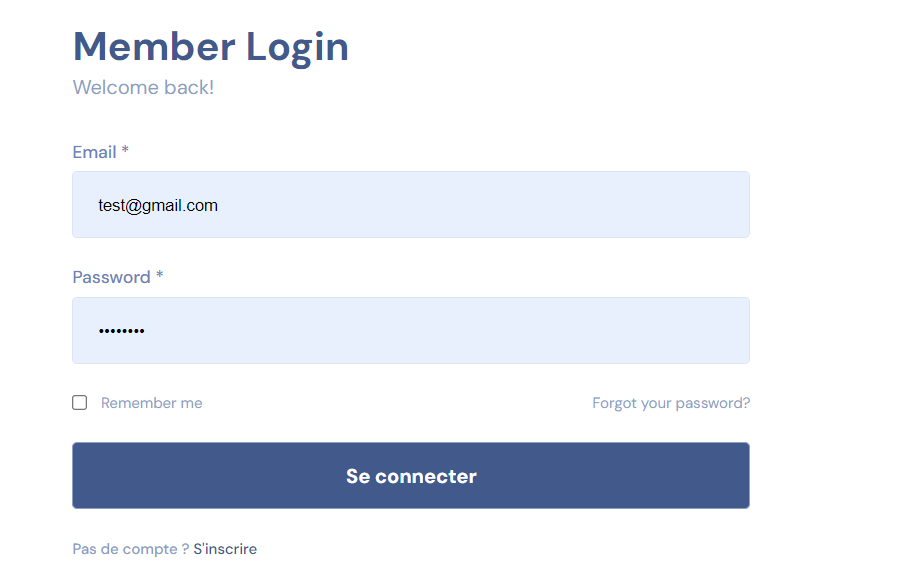 Member Login
Welcome back!
Email *
test@gmail.com
Password *
••••••••
Remember me
Forgot your password?
Se connecter
Pas de compte ? S'inscrire